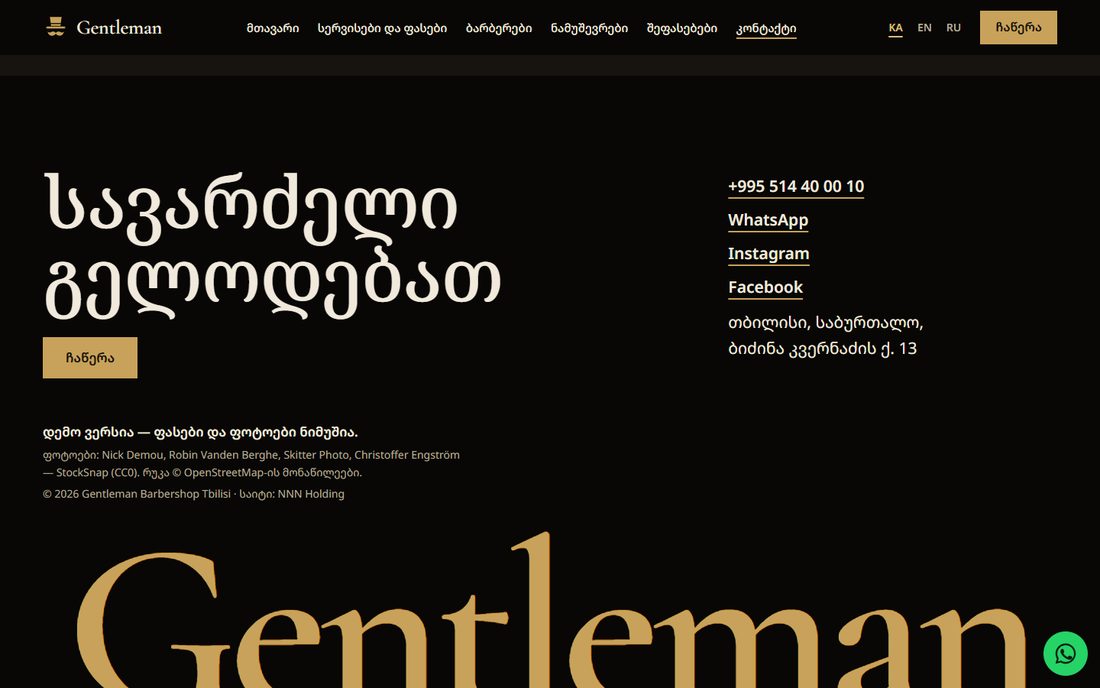 Gentleman
მთავარი
სერვისები და ფასები
ბარბერები
ნამუშევრები
შეფასებები
კონტაქტი
KA
EN
RU
ჩაწერა
სავარძელი
გელოდებათ
ჩაწერა
+995 514 40 00 10
WhatsApp
Instagram
Facebook
თბილისი, საბურთალო,
ბიძინა კვერნაძის ქ. 13
დემო ვერსია — ფასები და ფოტოები ნიმუშია.
ფოტოები: Nick Demou, Robin Vanden Berghe, Skitter Photo, Christoffer Engström
— StockSnap (CC0). რუკა © OpenStreetMap-ის მონაწილეები.
© 2026 Gentleman Barbershop Tbilisi · საიტი: NNN Holding
Gentleman